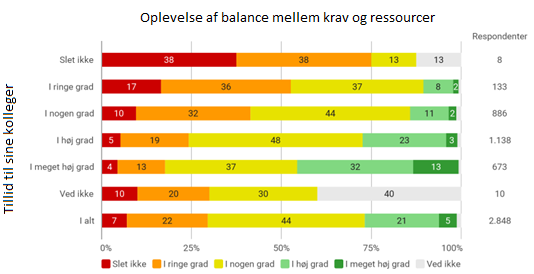 Oplevelse af balance mellem krav og ressourcer
Respondenter
Tillid til sine kolleger
Slet ikke 38 38 13 13 8
I ringe grad 17 36 37 8 2 133
I nogen grad 10 32 44 11 2 886
I høj grad 5 19 48 23 3 1.138
I meget høj grad 4 13 37 32 13 673
Ved ikke 10 20 30 40 10
I alt 7 22 44 21 5 2.848
0% 25% 50% 75% 100%
Slet ikke I ringe grad I nogen grad I høj grad I meget høj grad Ved ikke